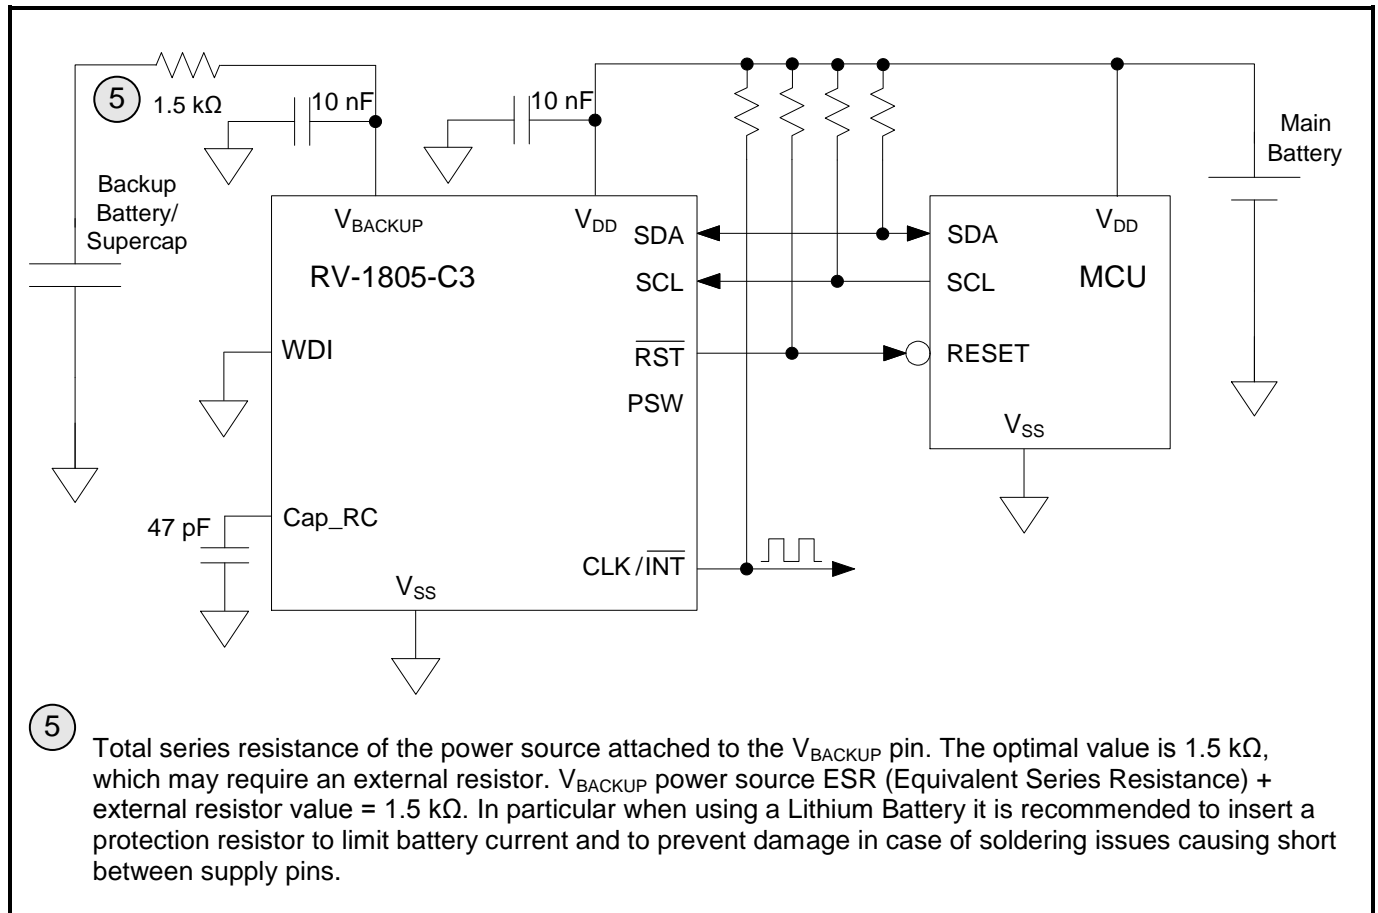 5
1.5 kΩ
10 nF
10 nF
Main
Battery
Backup
Battery/
Supercap
VBACKUP
VDD
SDA
SDA
VDD
RV-1805-C3
SCL
SCL
MCU
WDI
RST
RESET
PSW
VSS
47 pF
Cap_RC
CLK/INT
VSS
5
Total series resistance of the power source attached to the VBACKUP pin. The optimal value is 1.5 kΩ,
which may require an external resistor. VBACKUP power source ESR (Equivalent Series Resistance) +
external resistor value = 1.5 kΩ. In particular when using a Lithium Battery it is recommended to insert a
protection resistor to limit battery current and to prevent damage in case of soldering issues causing short
between supply pins.